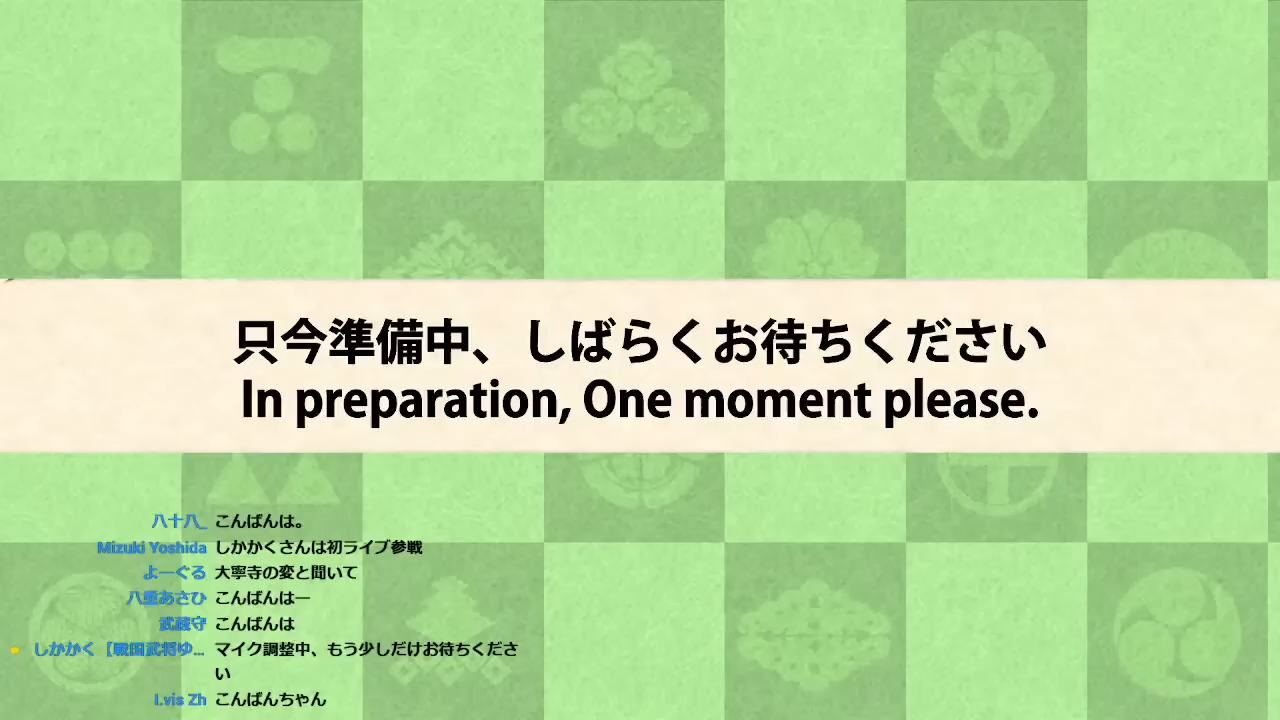 只今準備中、しばらくお待ちください
In preparation, One moment please.
八十八_ こんばんは。
Mizuki Yoshida しかかくさんは初ライブ参戦
よーぐる 大寧寺の変と聞いて
八重あさひ こんばんはー
武蔵守 こんばんは
しかかく【戦国武将ゆ... マイク調整中、もう少しだけお待ちくださ
い
I.vis Zh こんばんちゃん